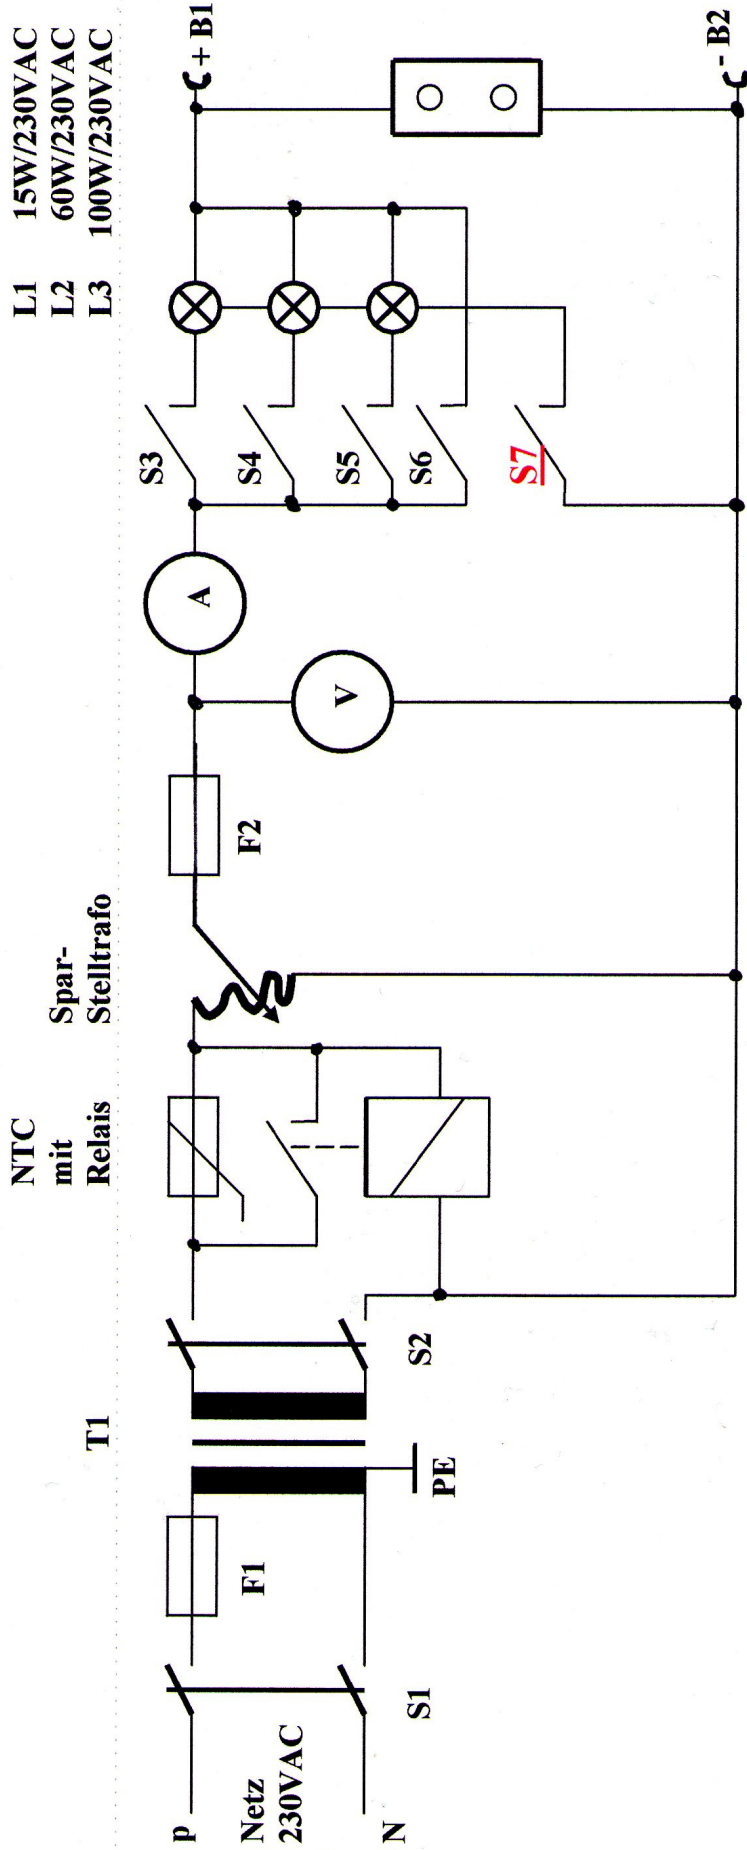 NTC
mit
Relais
Spar-
Stelltrafo
L1 15W/230VAC
L2 60W/230VAC
L3 100W/230VAC
T1
p
Netz
230VAC
N
S1
F1
PE
S2
F2
V
A
S3
S4
S5
S6
S7
+ B1
- B2